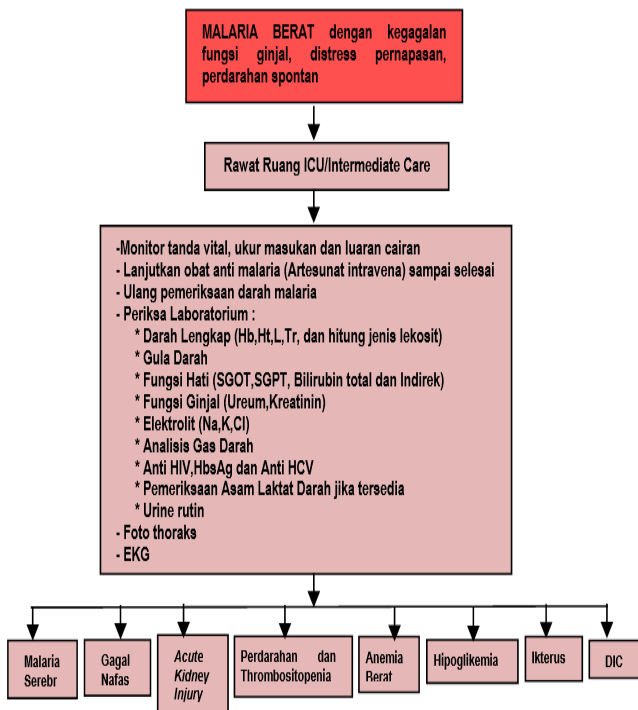 MALARIA BERAT dengan kegagalan
fungsi ginjal, distress pernapasan,
perdarahan spontan
Rawat Ruang ICU/Intermediate Care
-Monitor tanda vital, ukur masukan dan luaran cairan
- Lanjutkan obat anti malaria (Artesunat intravena) sampai selesai
- Ulang pemeriksaan darah malaria
- Periksa Laboratorium :
* Darah Lengkap (Hb,Ht,L,Tr, dan hitung jenis lekosit)
* Gula Darah
* Fungsi Hati (SGOT,SGPT, Bilirubin total dan Indirek)
* Fungsi Ginjal (Ureum,Kreatinin)
* Elektrolit (Na,K,Cl)
* Analisis Gas Darah
* Anti HIV,HbsAg dan Anti HCV
* Pemeriksaan Asam Laktat Darah jika tersedia
* Urine rutin
- Foto thoraks
- EKG
Malaria
Serebr
Gagal
Nafas
Acute
Kidney
Injury
Perdarahan dan
Thrombositopenia
Anemia
Berat
Hipoglikemia
Ikterus
DIC